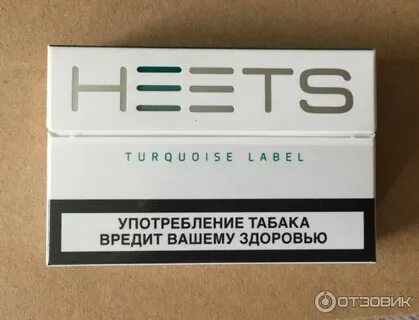 HEETS
TURQUOISE LABEL
УПОТРЕБЛЕНИЕ ТАБАКА
ВРЕДИТ ВАШЕМУ ЗДОРОВЬЮ
ОТЗОВИК